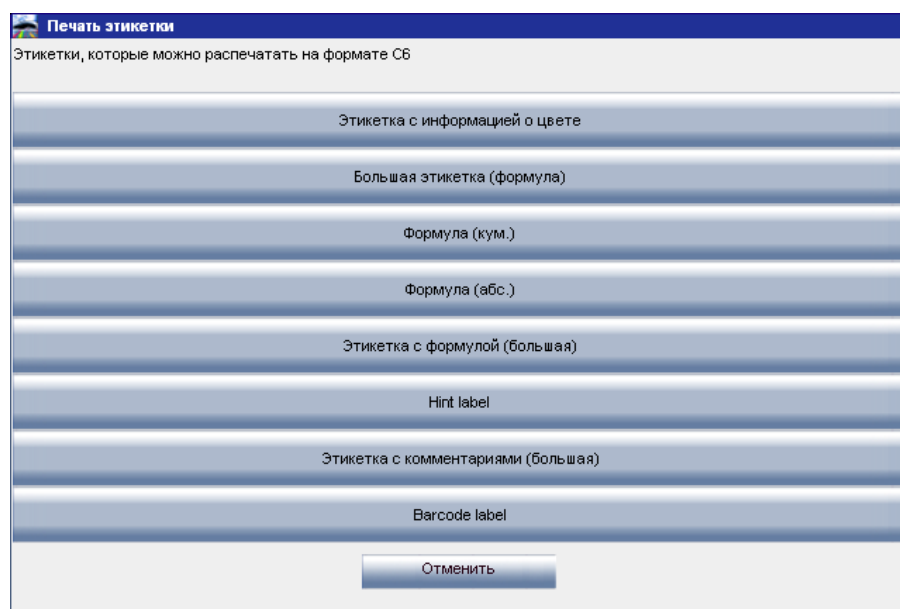 Печать этикетки
Этикетки, которые можно распечатать на формате C6
Этикетка с информацией о цвете
Большая этикетка (формула)
Формула (кум.)
Формула (абс.)
Этикетка с формулой (большая)
Hint label
Этикетка с комментариями (большая)
Barcode label
Отменить